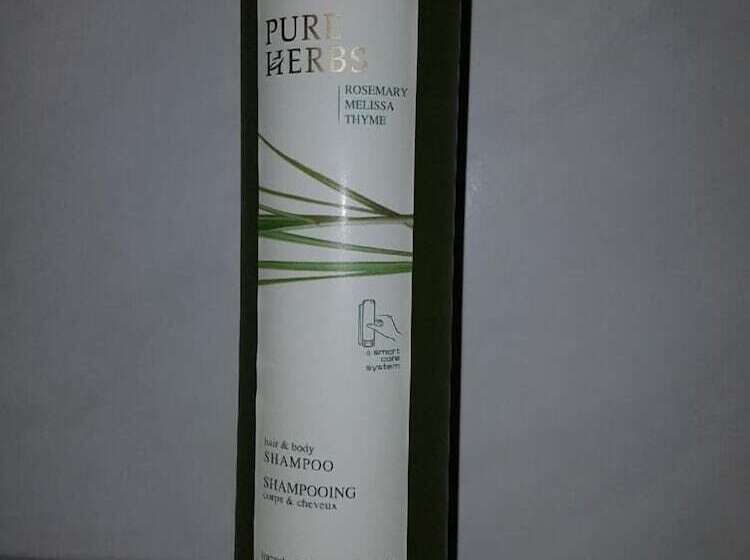 PURE
HERBS
ROSEMARY
MELISSA
THYME
a smart
care
system
hair & body
SHAMPOO
SHAMPOOING
corps & cheveux